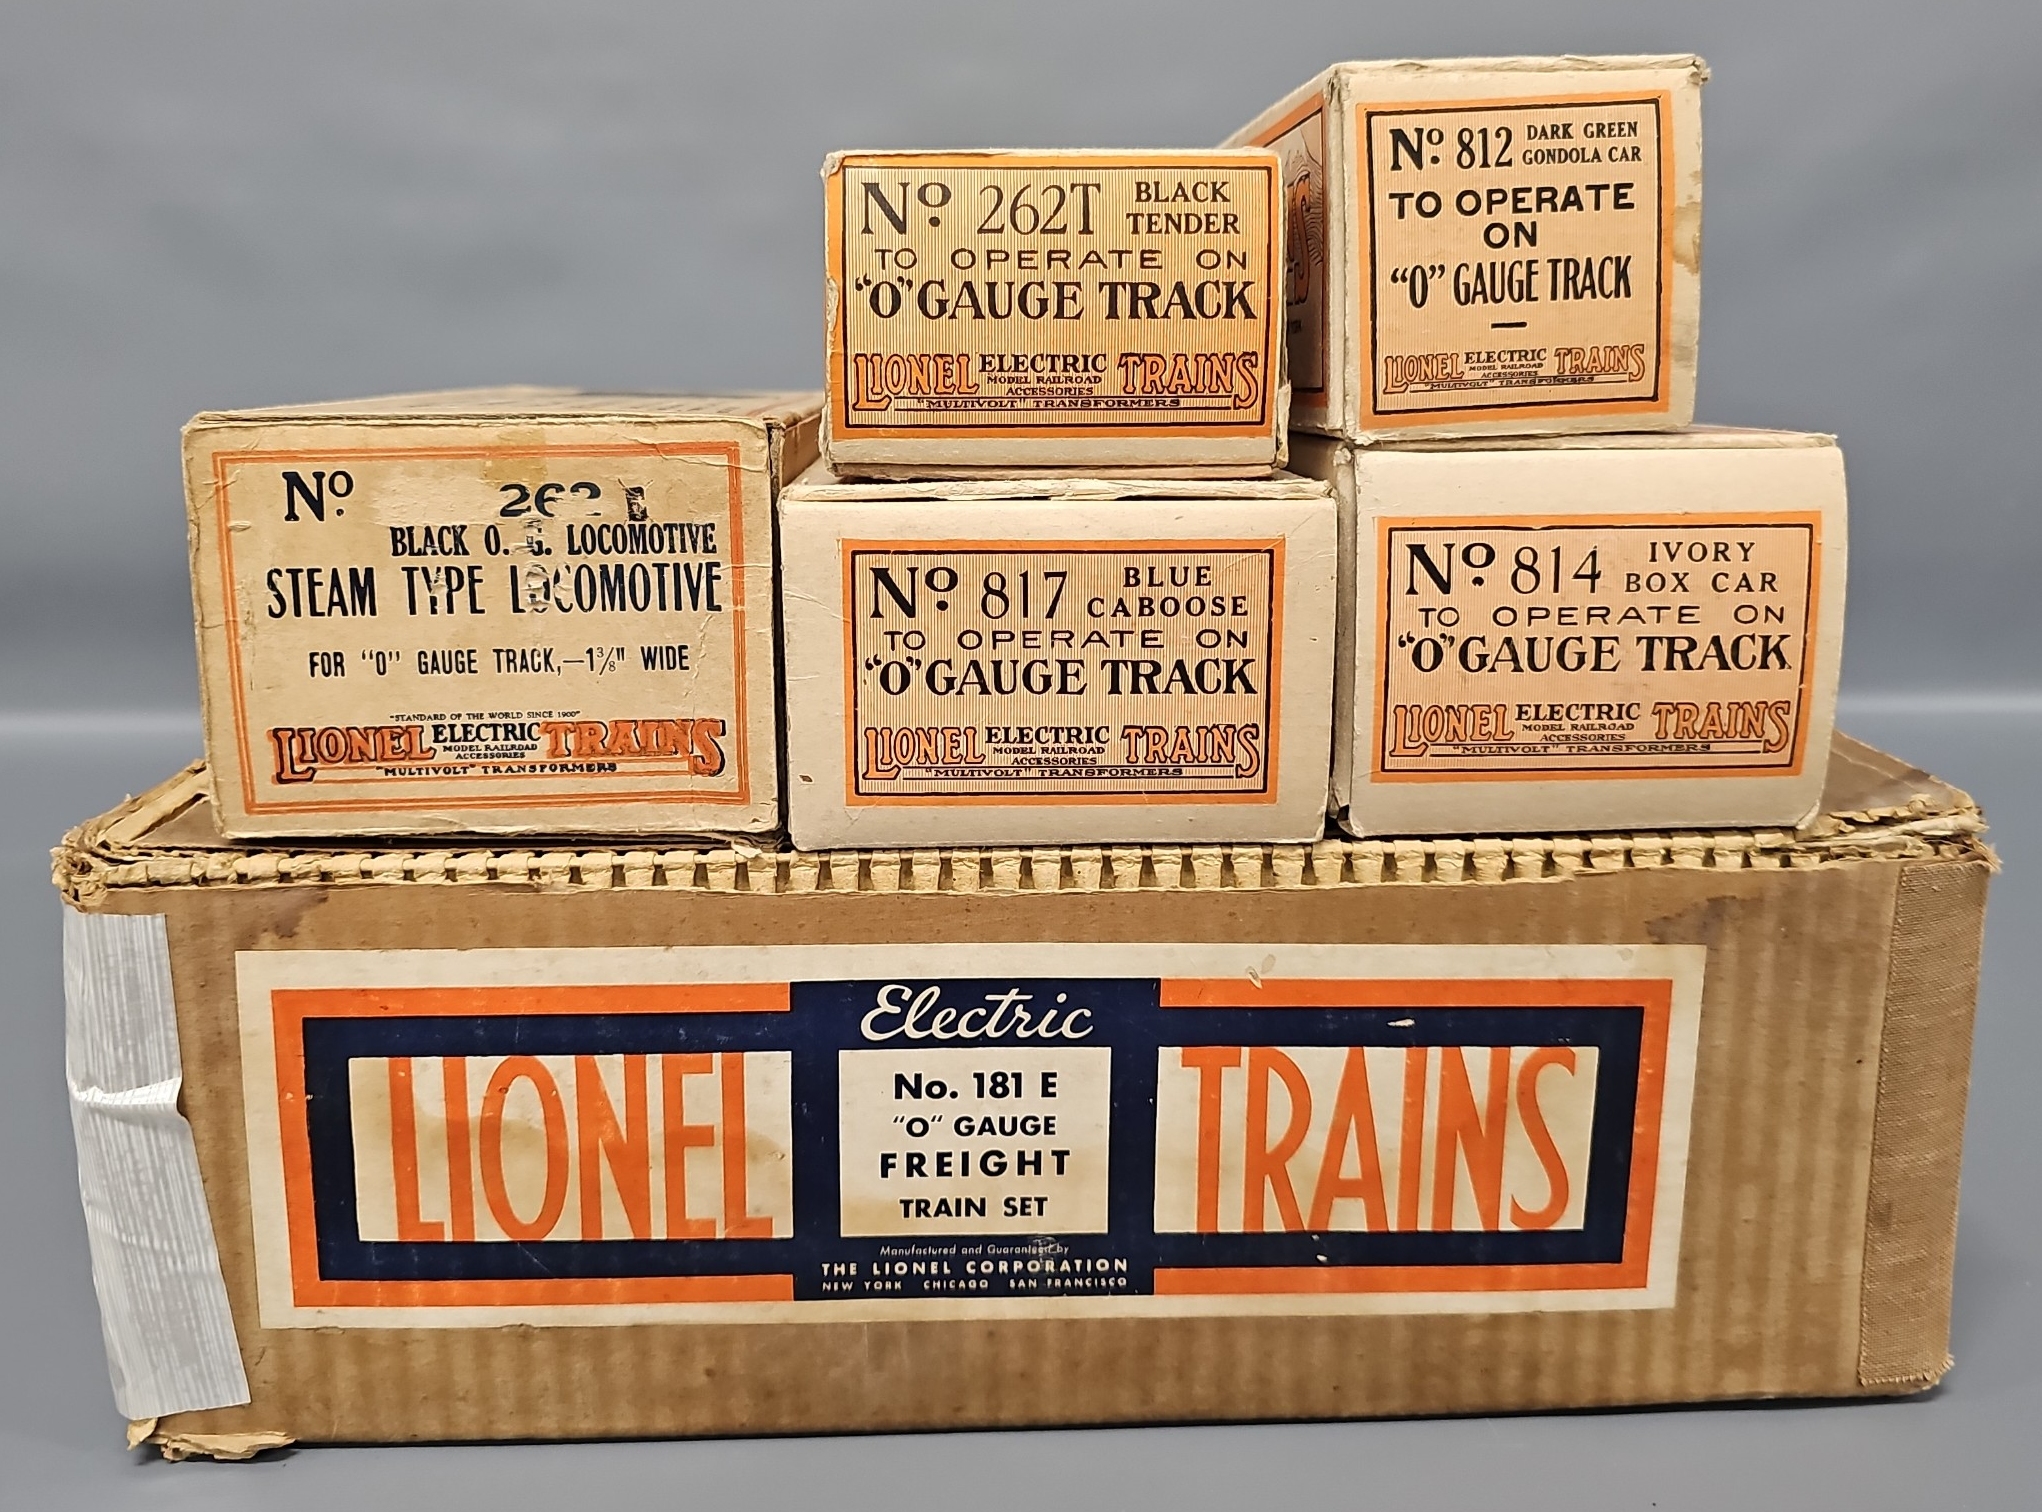 No. 812 DARK GREEN GONDOLA CAR
TO OPERATE
ON
"O" GAUGE TRACK
LIONEL ELECTRIC TRAINS
MODEL RAILROAD
ACCESSORIES
"MULTIVOLT" TRANSFORMERS
No. 262T BLACK TENDER
TO OPERATE ON
"O" GAUGE TRACK
LIONEL ELECTRIC TRAINS
MODEL RAILROAD
ACCESSORIES
"MULTIVOLT" TRANSFORMERS
No. 262 E
BLACK O. G. LOCOMOTIVE
STEAM TYPE LOCOMOTIVE
FOR "O" GAUGE TRACK,—1⅜" WIDE
"STANDARD OF THE WORLD SINCE 1900"
LIONEL ELECTRIC TRAINS
MODEL RAILROAD
ACCESSORIES
"MULTIVOLT" TRANSFORMERS
No. 817 BLUE CABOOSE
TO OPERATE ON
"O" GAUGE TRACK
LIONEL ELECTRIC TRAINS
MODEL RAILROAD
ACCESSORIES
"MULTIVOLT" TRANSFORMERS
No. 814 IVORY BOX CAR
TO OPERATE ON
"O" GAUGE TRACK
LIONEL ELECTRIC TRAINS
MODEL RAILROAD
ACCESSORIES
"MULTIVOLT" TRANSFORMERS
Electric
LIONEL TRAINS
No. 181 E
"O" GAUGE
FREIGHT
TRAIN SET
Manufactured and Guaranteed by
THE LIONEL CORPORATION
NEW YORK CHICAGO SAN FRANCISCO